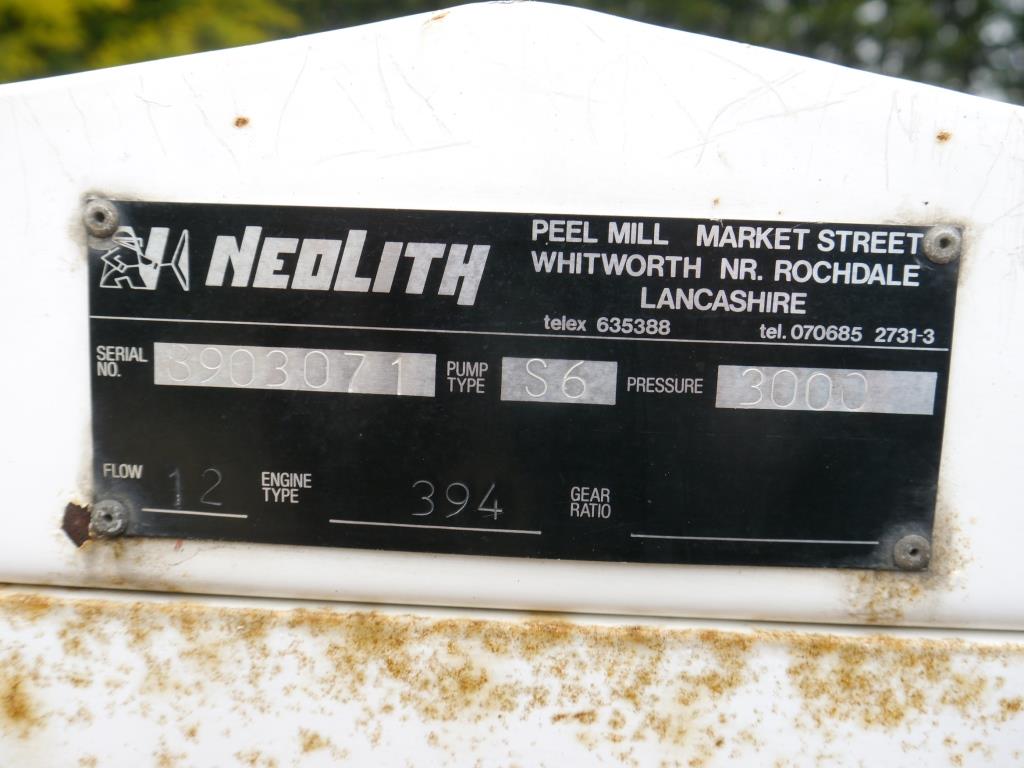 NEOLITH
PEEL MILL MARKET STREET
WHITWORTH NR. ROCHDALE
LANCASHIRE
telex 635388 tel. 070685 2731-3
SERIAL NO. 8903071 PUMP TYPE S6 PRESSURE 3000
FLOW 12 ENGINE TYPE 394 GEAR RATIO